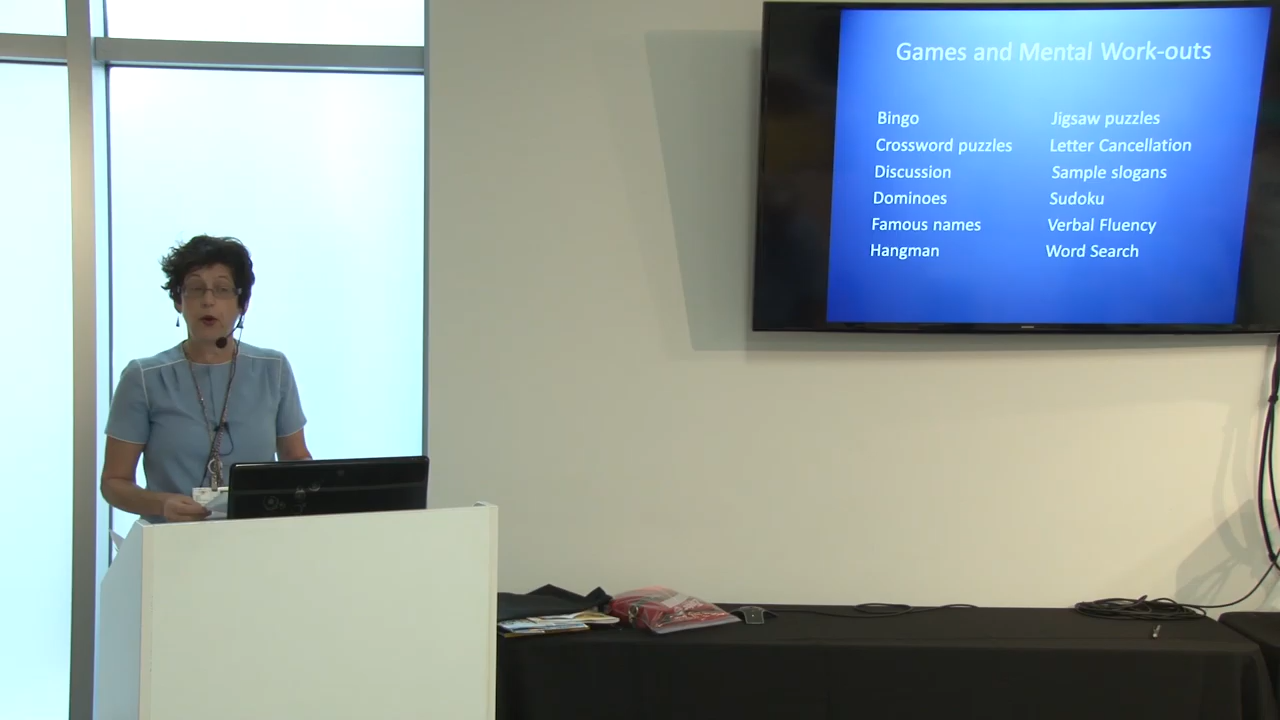 Games and Mental Work-outs
Bingo
Crossword puzzles
Discussion
Dominoes
Famous names
Hangman
Jigsaw puzzles
Letter Cancellation
Sample slogans
Sudoku
Verbal Fluency
Word Search